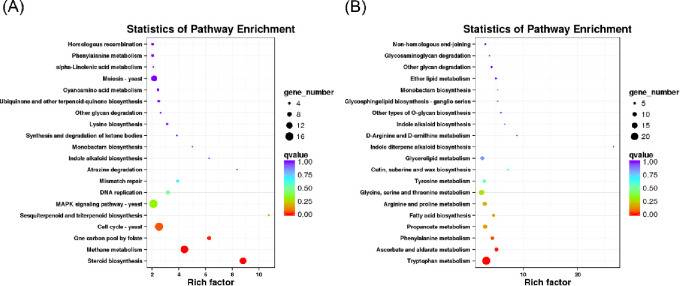 (A)
Statistics of Pathway Enrichment
Homologous recombination
Phenylalanine metabolism
alpha-Linolenic acid metabolism
Meiosis - yeast
Cyanoamino acid metabolism
Ubiquinone and other terpenoid-quinone biosynthesis
Other glycan degradation
Lysine biosynthesis
Synthesis and degradation of ketone bodies
Monobactam biosynthesis
Indole alkaloid biosynthesis
Atrazine degradation
Mismatch repair
DNA replication
MAPK signaling pathway - yeast
Sesquiterpenoid and triterpenoid biosynthesis
Cell cycle - yeast
One carbon pool by folate
Methane metabolism
Steroid biosynthesis
2 4 6 8 10
Rich factor
gene_number
4
8
12
16
qvalue
1.00
0.75
0.50
0.25
0.00
(B)
Statistics of Pathway Enrichment
Non-homologous end-joining
Glycosaminoglycan degradation
Other glycan degradation
Ether lipid metabolism
Monobactam biosynthesis
Glycosphingolipid biosynthesis - ganglio series
Other types of O-glycan biosynthesis
Indole alkaloid biosynthesis
D-Arginine and D-ornithine metabolism
Indole diterpene alkaloid biosynthesis
Glycerolipid metabolism
Cutin, suberine and wax biosynthesis
Tyrosine metabolism
Glycine, serine and threonine metabolism
Arginine and proline metabolism
Fatty acid biosynthesis
Propanoate metabolism
Phenylalanine metabolism
Ascorbate and aldarate metabolism
Tryptophan metabolism
10 20
Rich factor
gene_number
5
10
15
20
qvalue
1.00
0.75
0.50
0.25
0.00